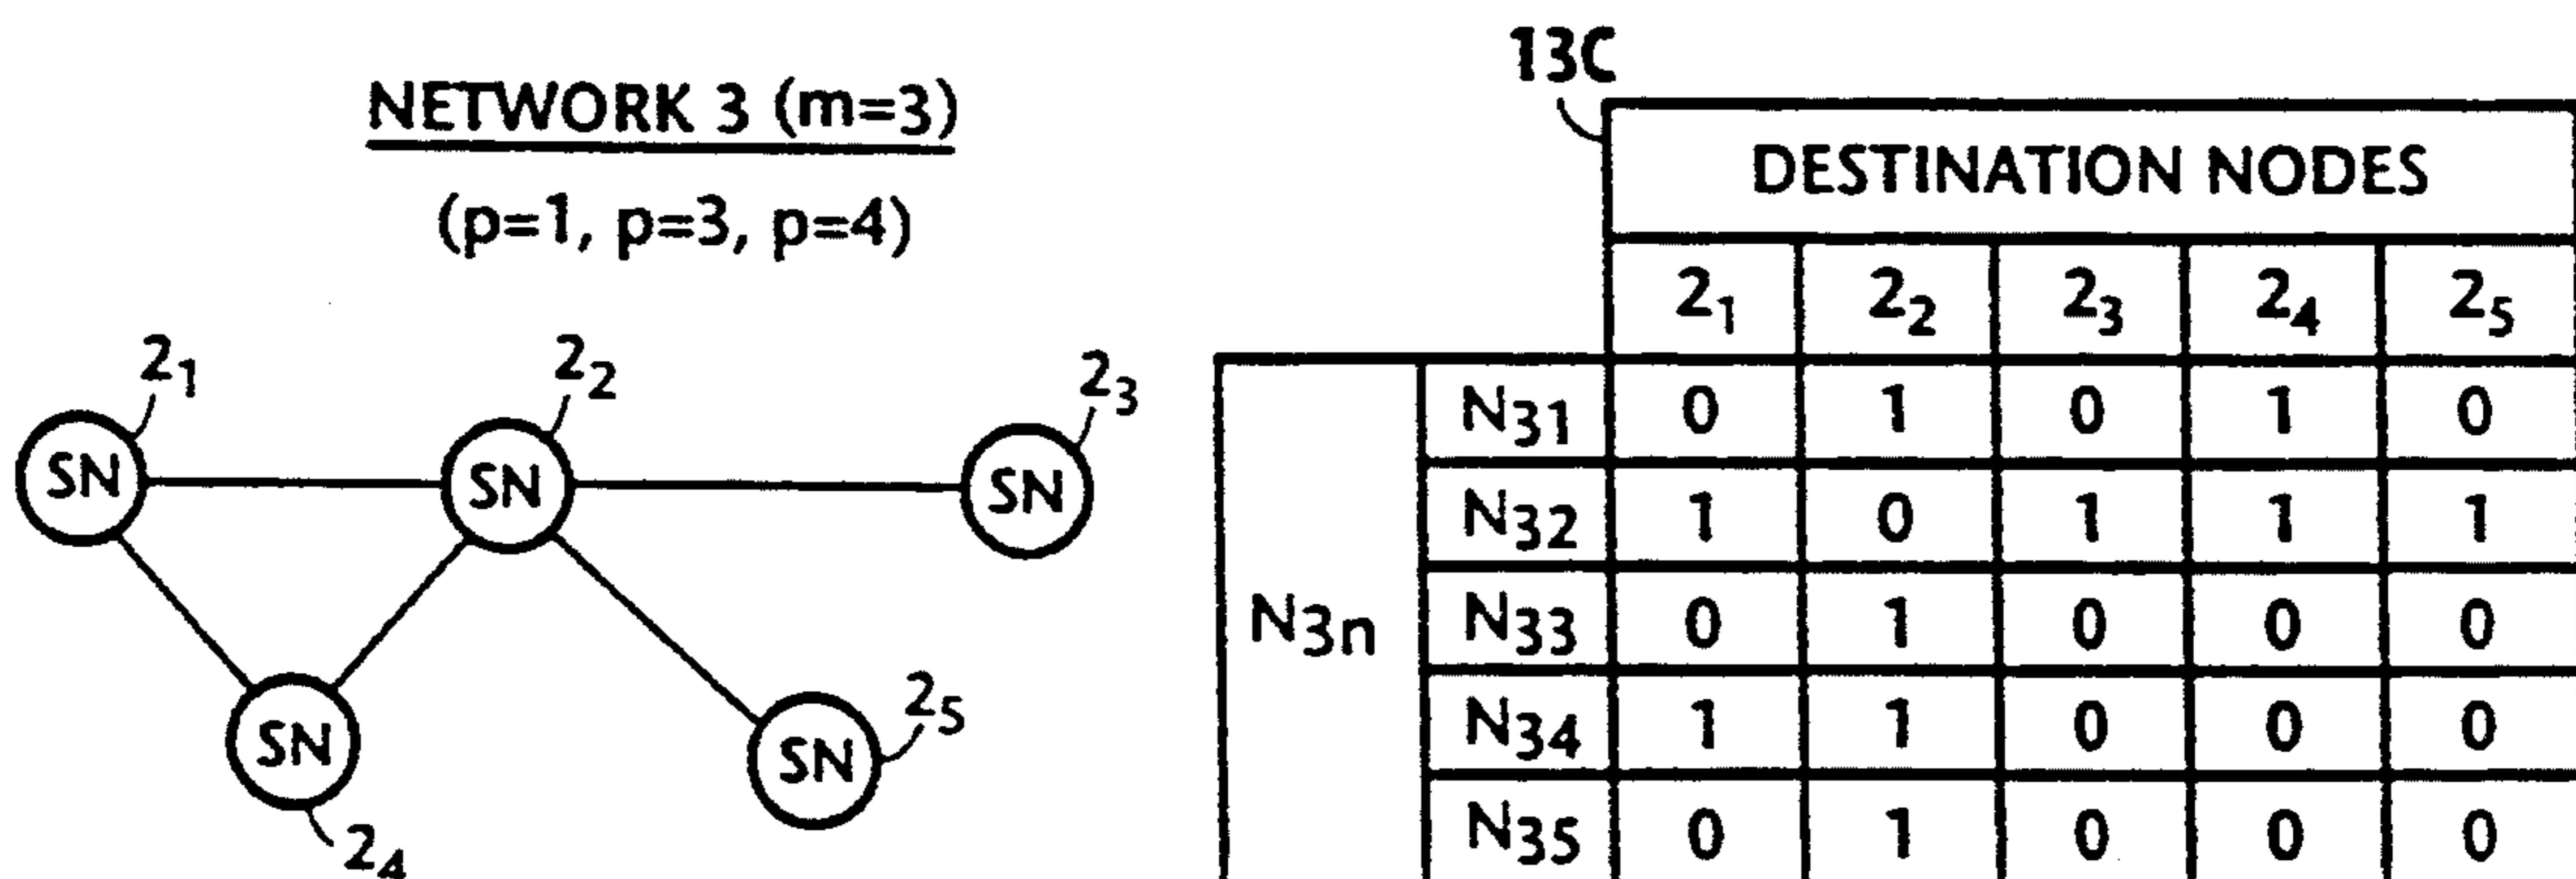 NETWORK 3 (m=3)
(p=1, p=3, p=4)
2₁
2₂
2₃
SN
SN
SN
SN
2₄
SN
2₅
13C
DESTINATION NODES
2₁ 2₂ 2₃ 2₄ 2₅
N₃ₙ
N₃₁ 0 1 0 1 0
N₃₂ 1 0 1 1 1
N₃₃ 0 1 0 0 0
N₃₄ 1 1 0 0 0
N₃₅ 0 1 0 0 0